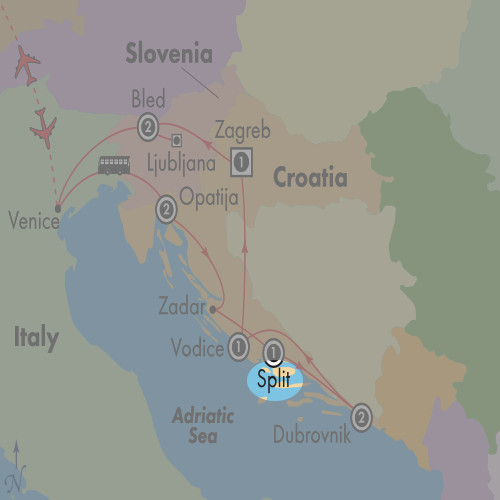 Slovenia
Bled
2
Zagreb
Ljubljana
1
Croatia
Opatija
2
Venice
Zadar
Italy
Vodice
1
1
Split
Adriatic
Sea
2
Dubrovnik
N